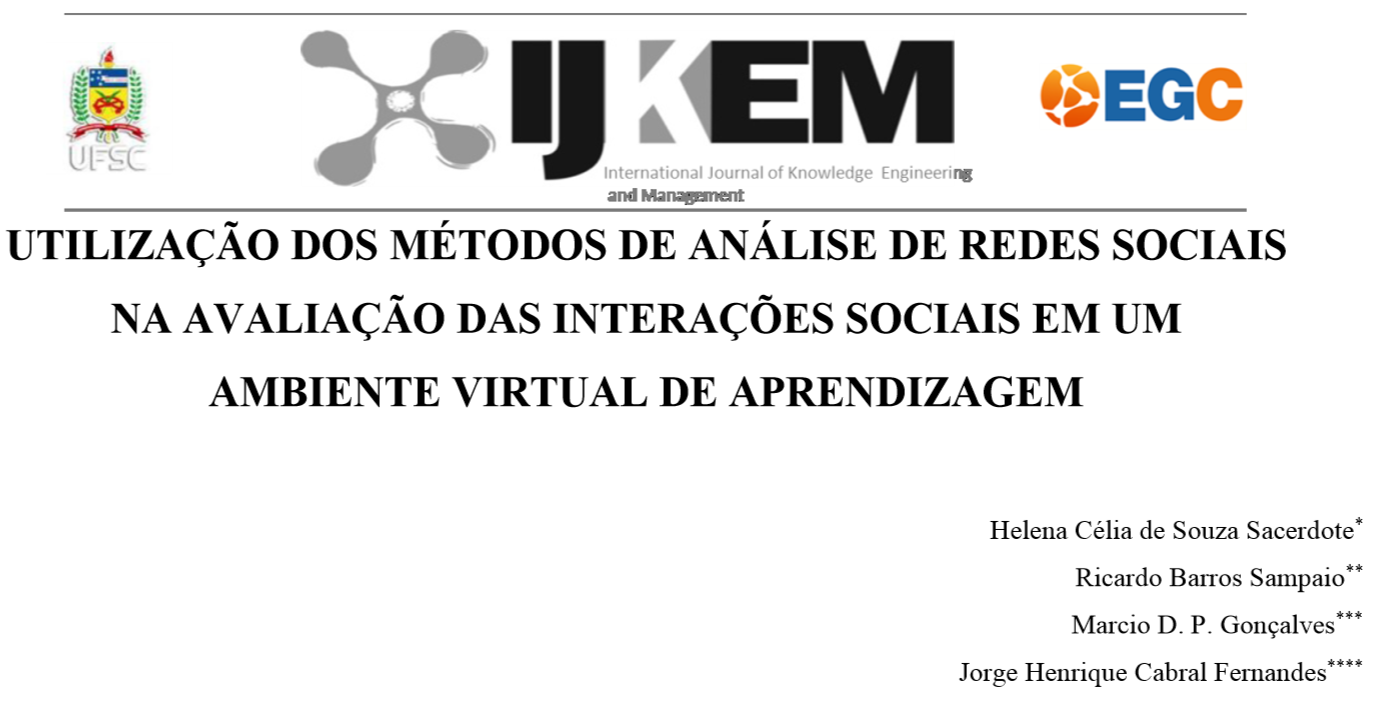 UFSC
IJKEM
International Journal of Knowledge Engineering
and Management
EGC
UTILIZAÇÃO DOS MÉTODOS DE ANÁLISE DE REDES SOCIAIS
NA AVALIAÇÃO DAS INTERAÇÕES SOCIAIS EM UM
AMBIENTE VIRTUAL DE APRENDIZAGEM
Helena Célia de Souza Sacerdote*
Ricardo Barros Sampaio**
Marcio D. P. Gonçalves***
Jorge Henrique Cabral Fernandes****